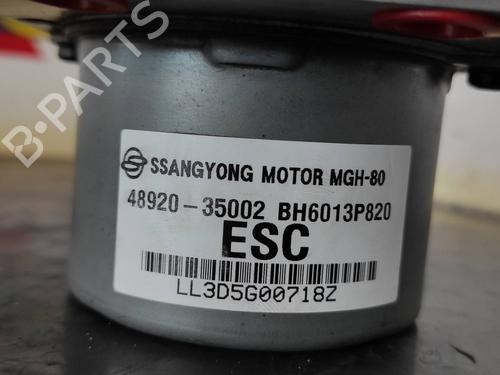 B-PARTS
SSANGYONG MOTOR MGH-80
48920-35002 BH6013P820
ESC
LL3D5G00718Z